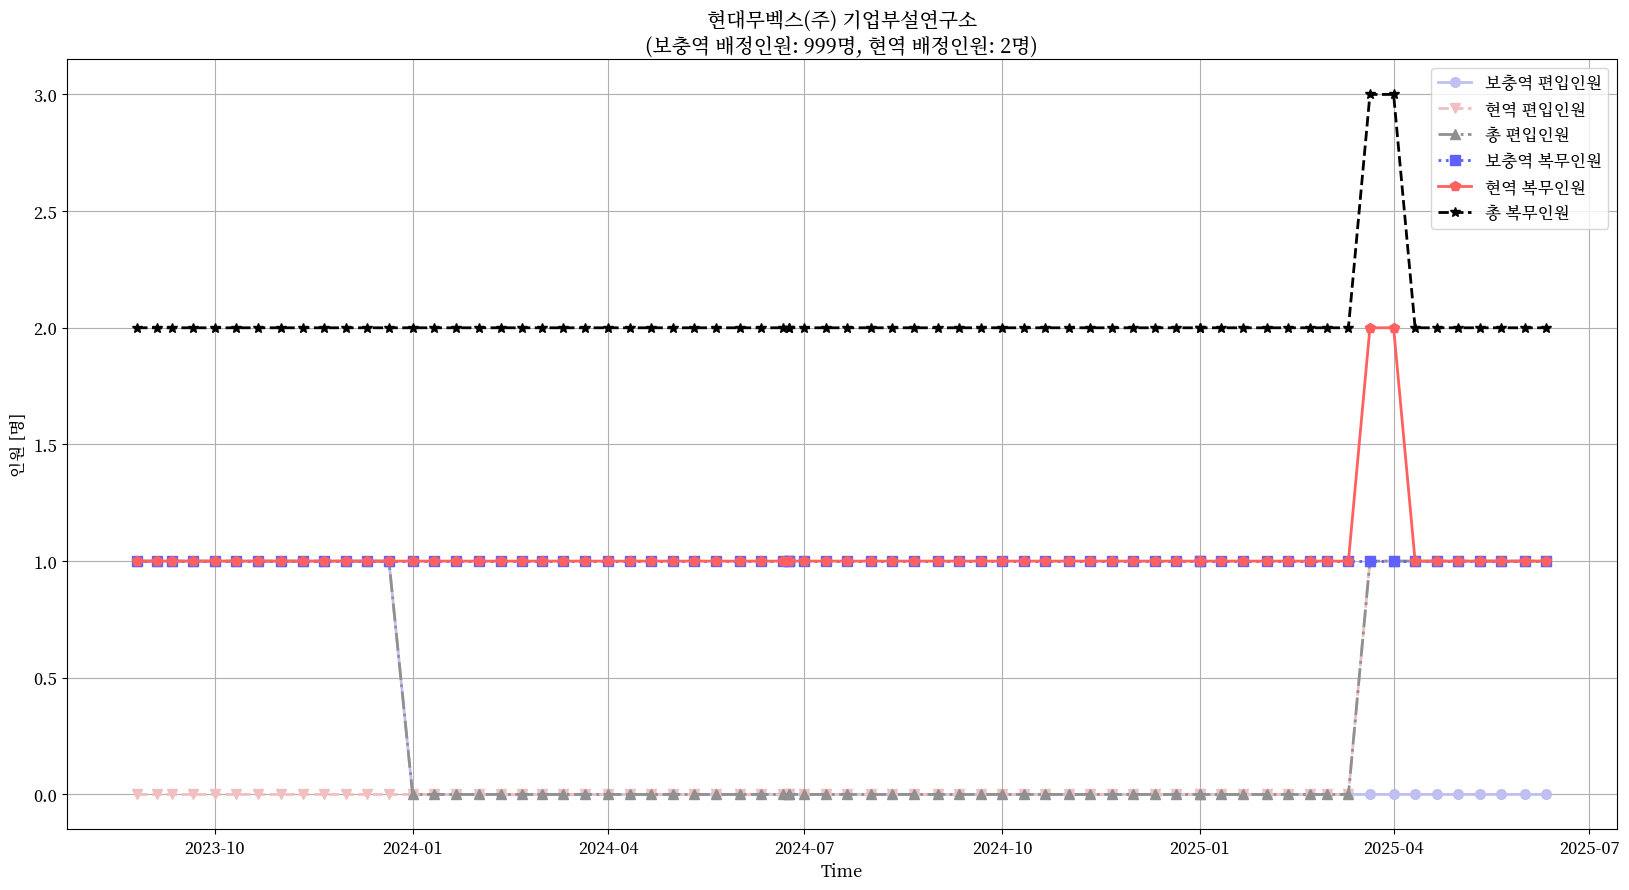 현대무벡스(주) 기업부설연구소
(보충역 배정인원: 999명, 현역 배정인원: 2명)
보충역 편입인원
현역 편입인원
총 편입인원
보충역 복무인원
현역 복무인원
총 복무인원
인원 [명]
3.0
2.5
2.0
1.5
1.0
0.5
0.0
2023-10
2024-01
2024-04
2024-07
2024-10
2025-01
2025-04
2025-07
Time